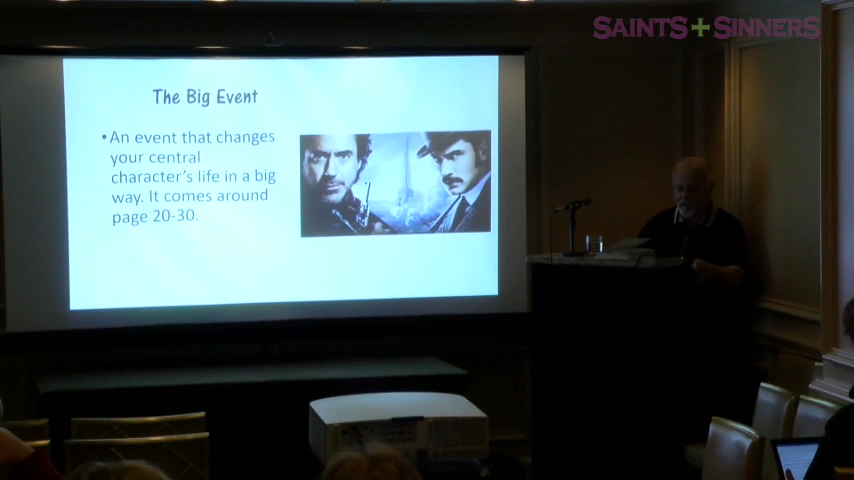 SAINTS+SINNERS
The Big Event
•An event that changes
your central
character's life in a big
way. It comes around
page 20-30.